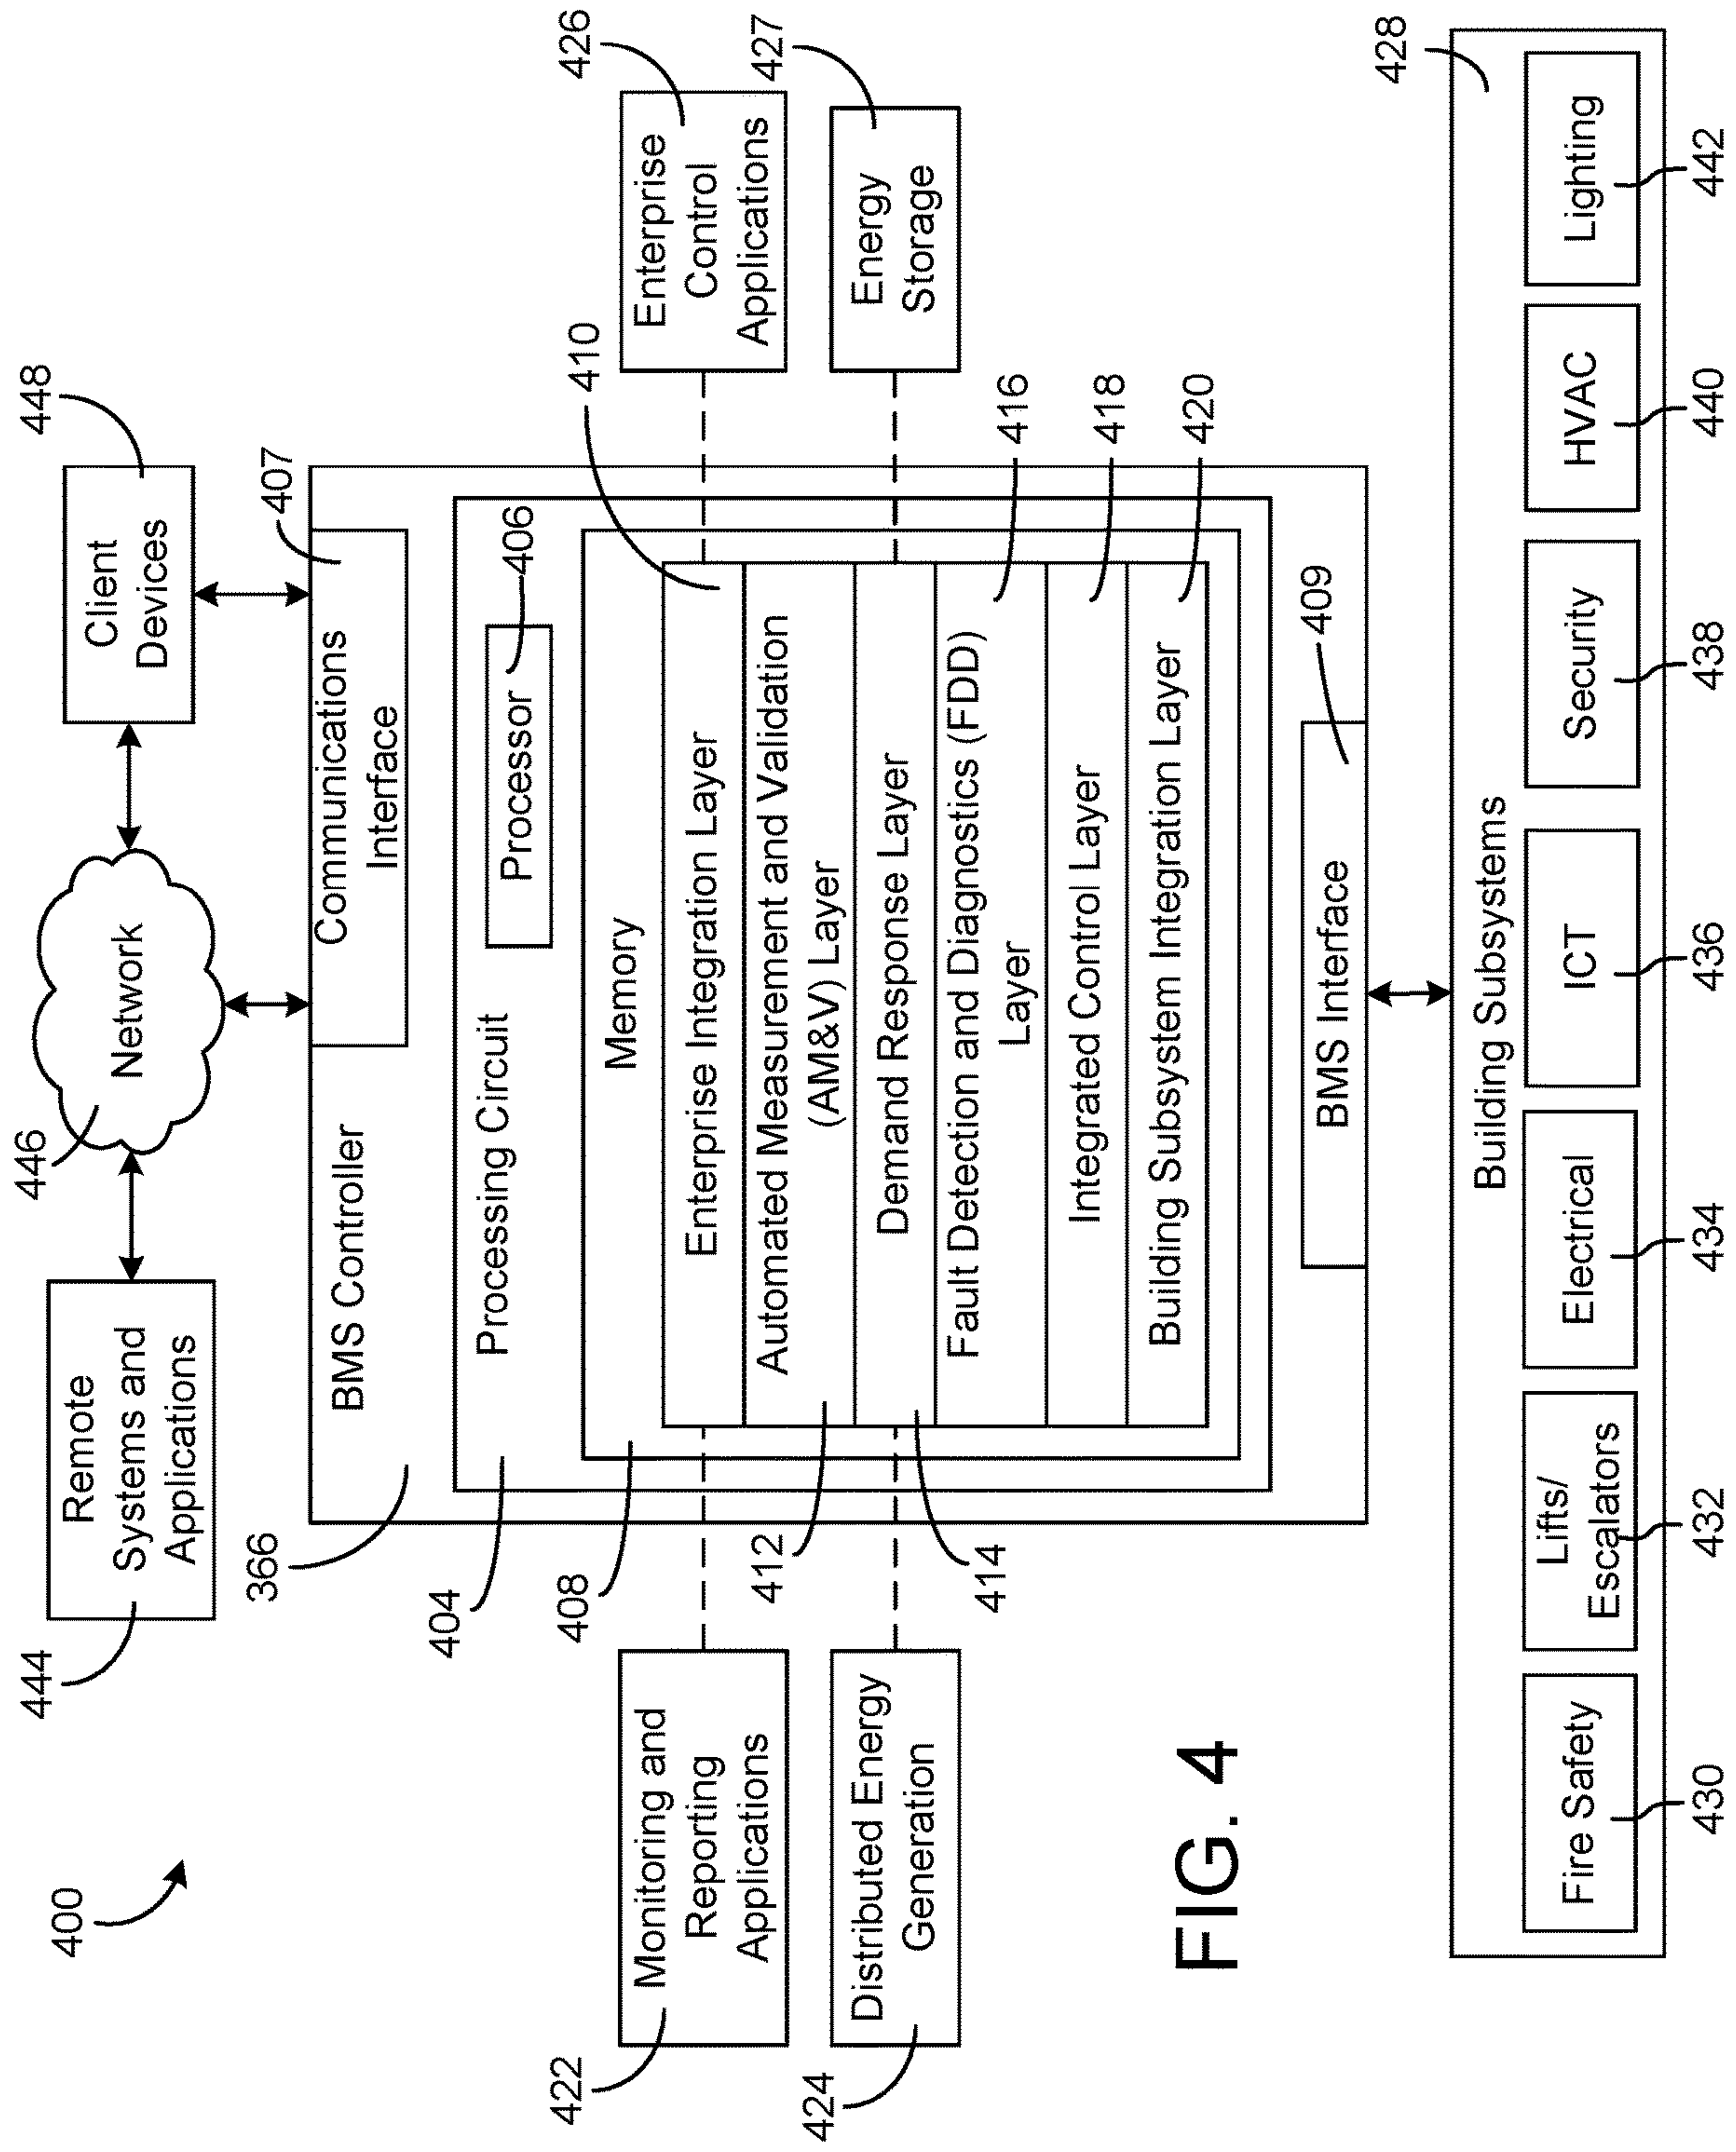 400
444
Remote
Systems and
Applications
446
Network
448
Client
Devices
366
BMS Controller
407
Communications
Interface
404
Processing Circuit
Processor
406
408
Memory
410
Enterprise Integration Layer
Automated Measurement and Validation
(AM&V) Layer
412
Demand Response Layer
414
Fault Detection and Diagnostics (FDD)
Layer
416
Integrated Control Layer
418
Building Subsystem Integration Layer
420
422
Monitoring and
Reporting
Applications
424
Distributed Energy
Generation
426
Enterprise
Control
Applications
427
Energy
Storage
BMS Interface
409
428
Building Subsystems
Fire Safety
Lifts/
Escalators
Electrical
ICT
Security
HVAC
Lighting
430
432
434
436
438
440
442
FIG. 4